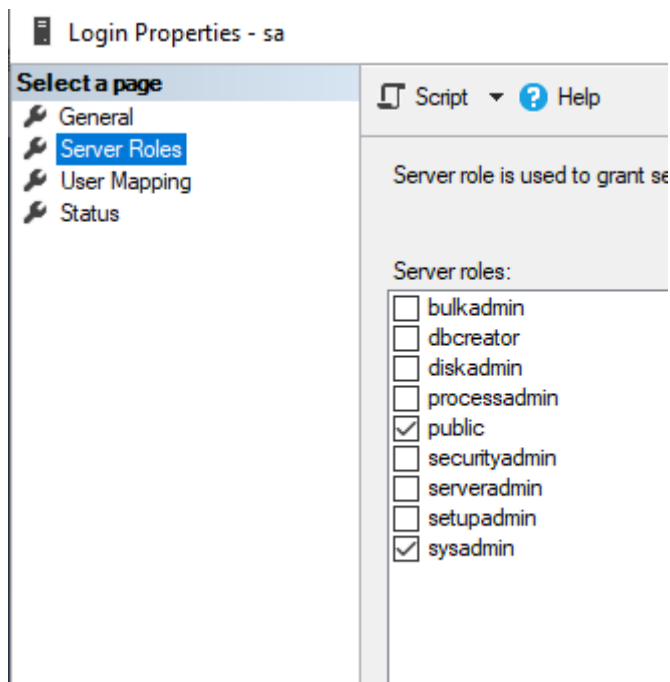 Login Properties - sa
Select a page
General
Server Roles
User Mapping
Status
Script
Help
Server role is used to grant se
Server roles:
bulkadmin
dbcreator
diskadmin
processadmin
public
securityadmin
serveradmin
setupadmin
sysadmin